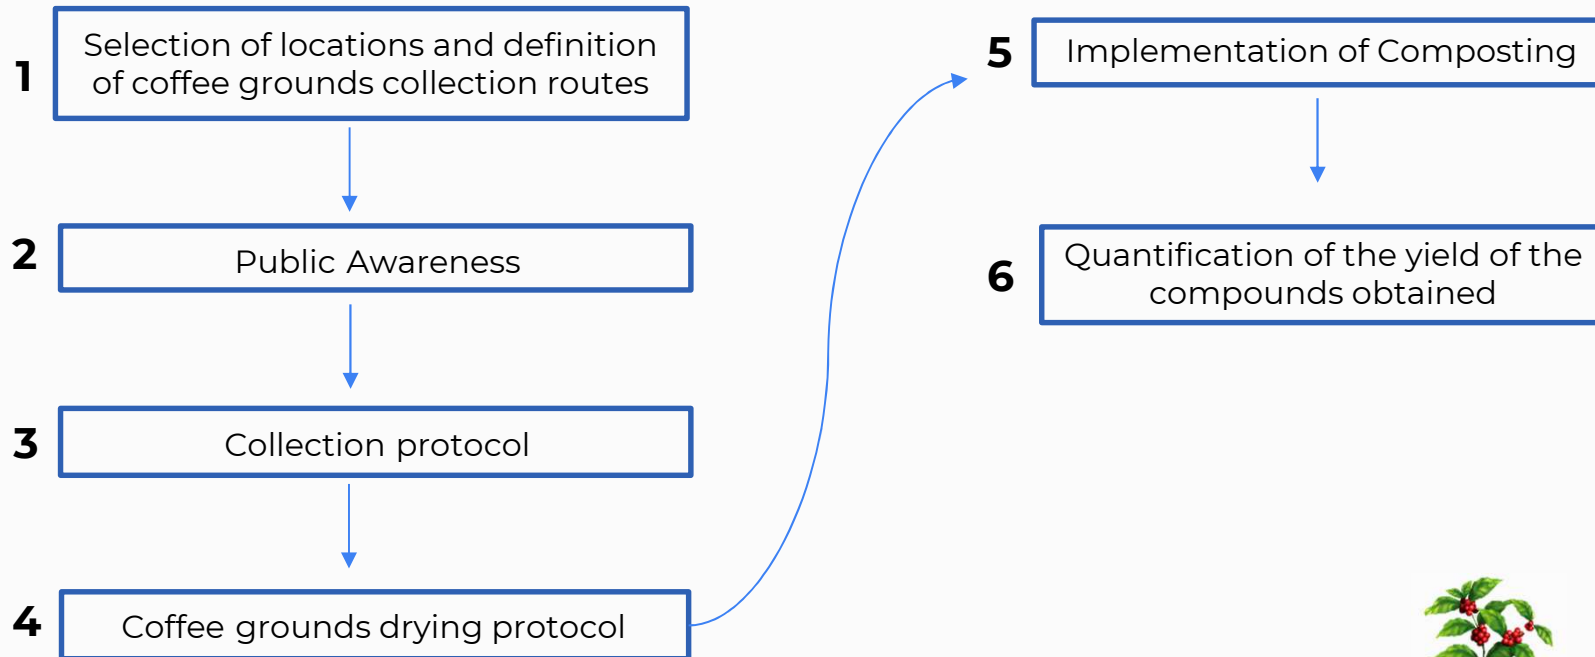 1
Selection of locations and definition
of coffee grounds collection routes
2
Public Awareness
3
Collection protocol
4
Coffee grounds drying protocol
5
Implementation of Composting
6
Quantification of the yield of the
compounds obtained